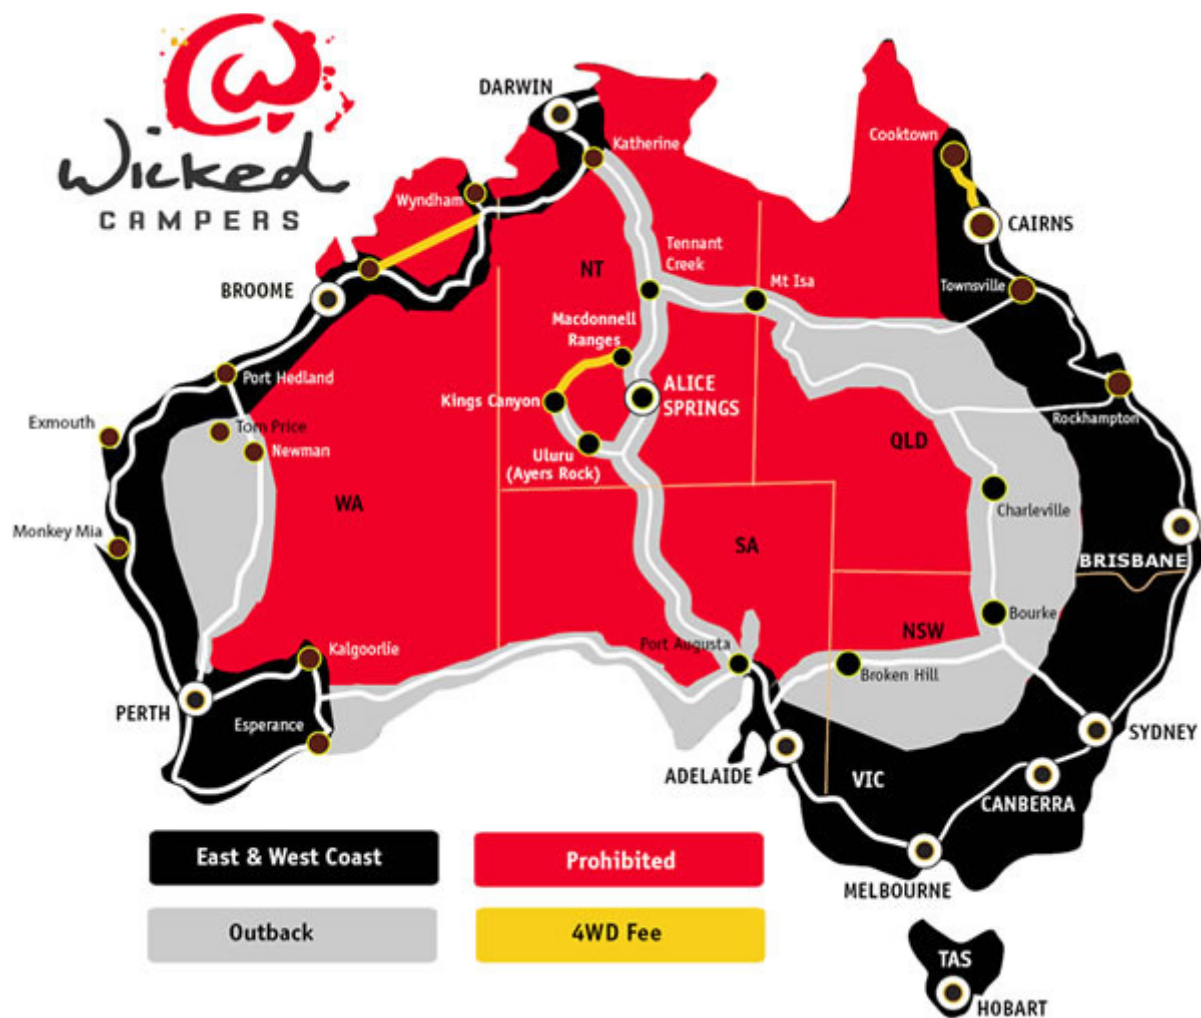 Wicked
CAMPERS
DARWIN
Katherine
Cooktown
Wyndham
CAIRNS
Tennant
Creek
NT
Mt Isa
BROOME
Townsville
Macdonnell
Ranges
Port Hedland
ALICE
SPRINGS
Kings Canyon
Exmouth
Tom Price
Rockhampton
Newman
QLD
Uluru
(Ayers Rock)
WA
Charleville
Monkey Mia
SA
BRISBANE
Bourke
NSW
Kalgoorlie
Port Augusta
Broken Hill
PERTH
Esperance
SYDNEY
ADELAIDE
VIC
CANBERRA
East & West Coast
Prohibited
MELBOURNE
Outback
4WD Fee
TAS
HOBART